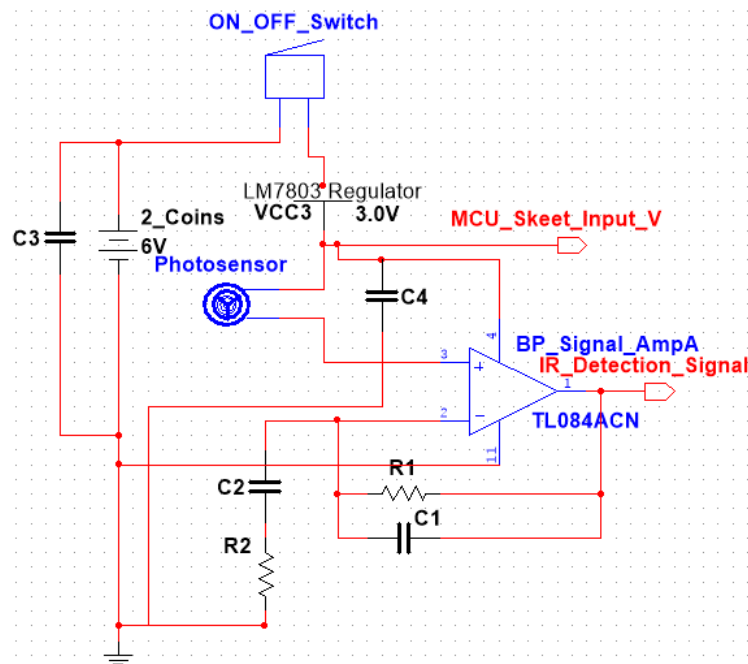 ON_OFF_Switch
LM7803 Regulator
VCC3 3.0V
2_Coins
6V
C3
MCU_Skeet_Input_V
Photosensor
C4
4
BP_Signal_AmpA
IR_Detection_Signal
3
1
2
TL084ACN
11
R1
C2
C1
R2